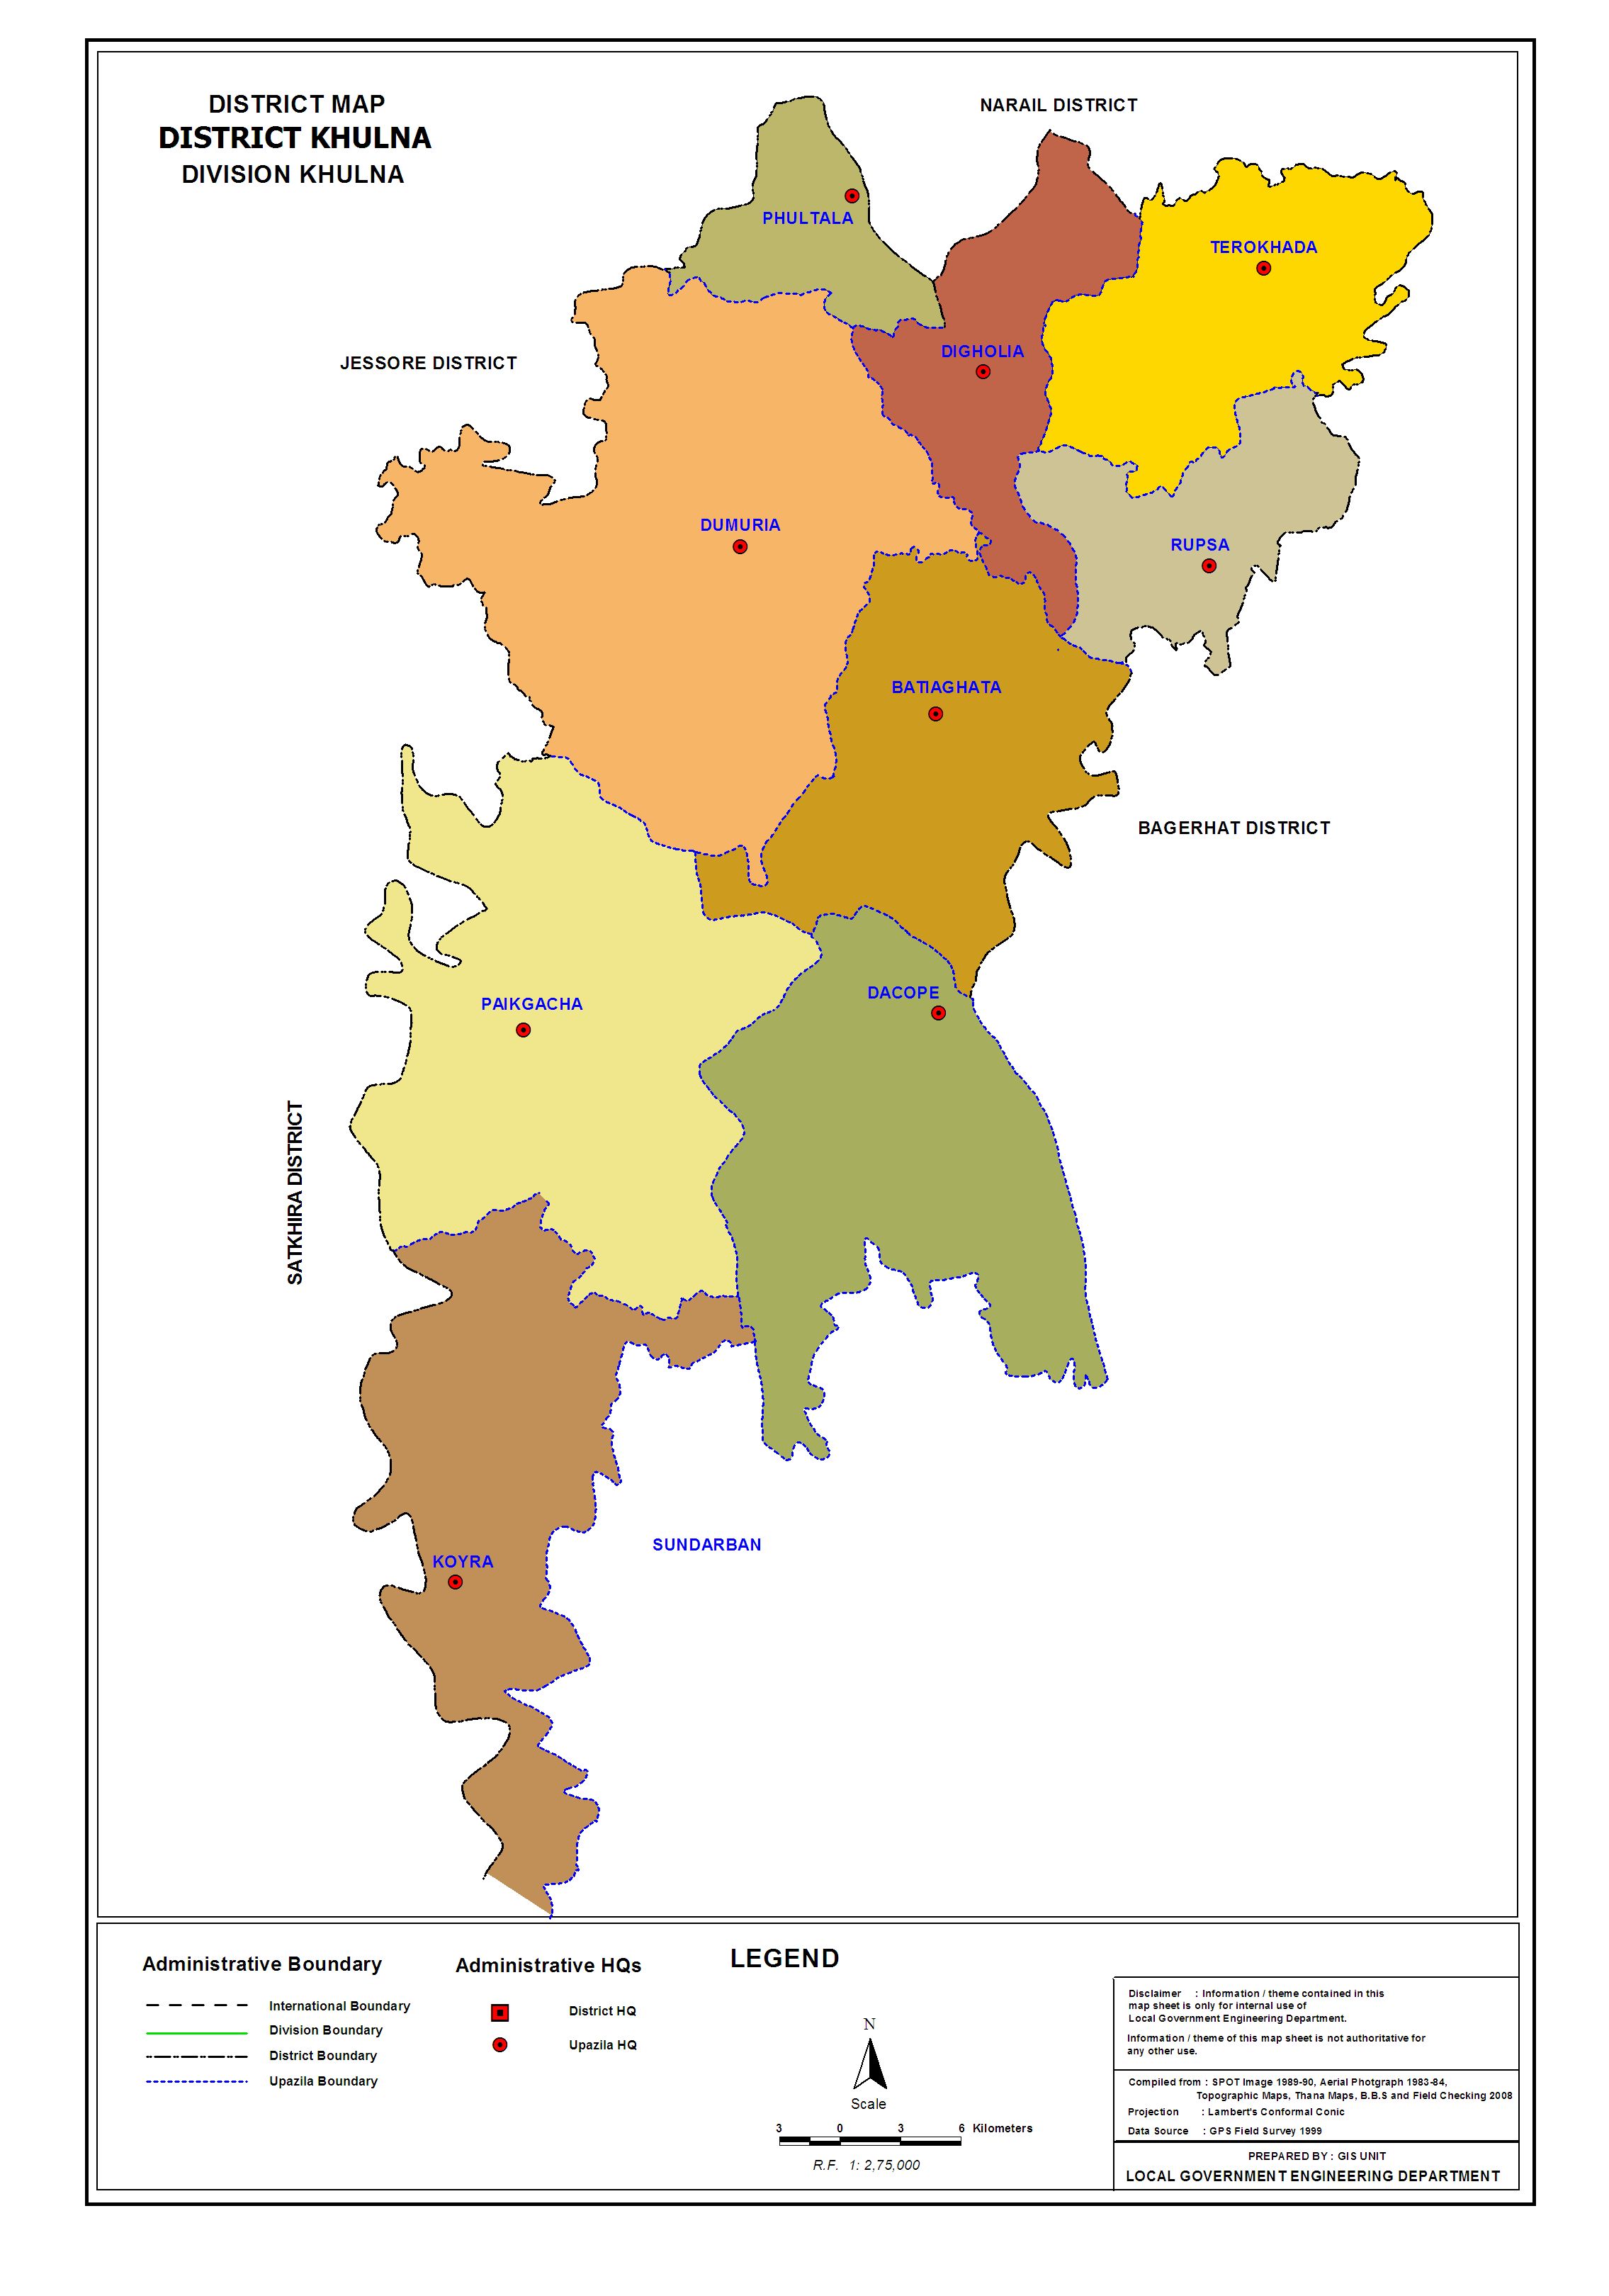 DISTRICT MAP
DISTRICT KHULNA
DIVISION KHULNA
NARAIL DISTRICT
PHULTALA
TEROKHADA
JESSORE DISTRICT
DIGHOLIA
DUMURIA
RUPSA
BATIAGHATA
BAGERHAT DISTRICT
DACOPE
PAIKGACHA
SATKHIRA DISTRICT
SUNDARBAN
KOYRA
LEGEND
Administrative Boundary
International Boundary
Division Boundary
District Boundary
Upazila Boundary
Administrative HQs
District HQ
Upazila HQ
N
Scale
3 0 3 6 Kilometers
R.F. 1: 2,75,000
Disclaimer : Information / theme contained in this
map sheet is only for internal use of
Local Government Engineering Department.
Information / theme of this map sheet is not authoritative for
any other use.
Compiled from : SPOT Image 1989-90, Aerial Photgraph 1983-84,
Topographic Maps, Thana Maps, B.B.S and Field Checking 2008
Projection : Lambert's Conformal Conic
Data Source : GPS Field Survey 1999
PREPARED BY : GIS UNIT
LOCAL GOVERNMENT ENGINEERING DEPARTMENT